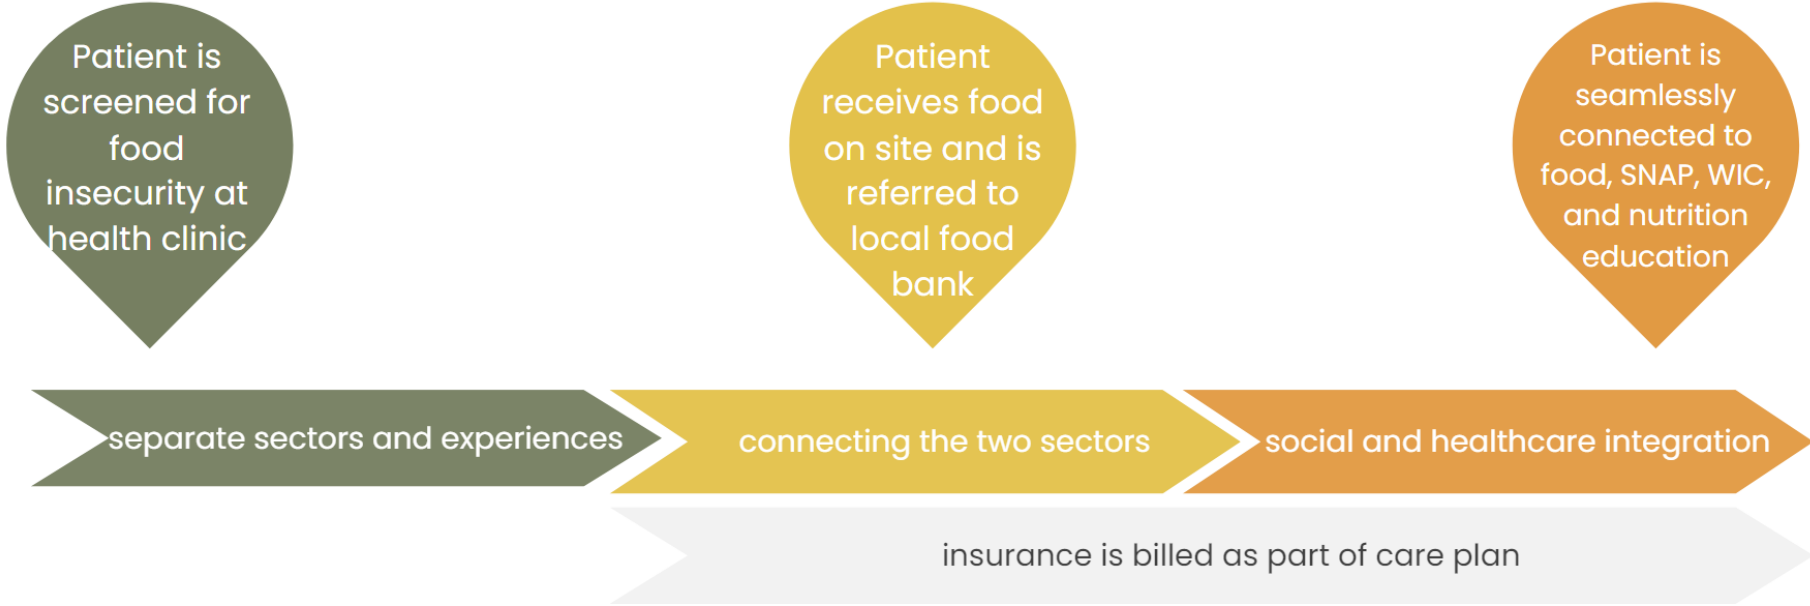 Patient is
screened for
food
insecurity at
health clinic
Patient
receives food
on site and is
referred to
local food
bank
Patient is
seamlessly
connected to
food, SNAP, WIC,
and nutrition
education
separate sectors and experiences
connecting the two sectors
social and healthcare integration
insurance is billed as part of care plan